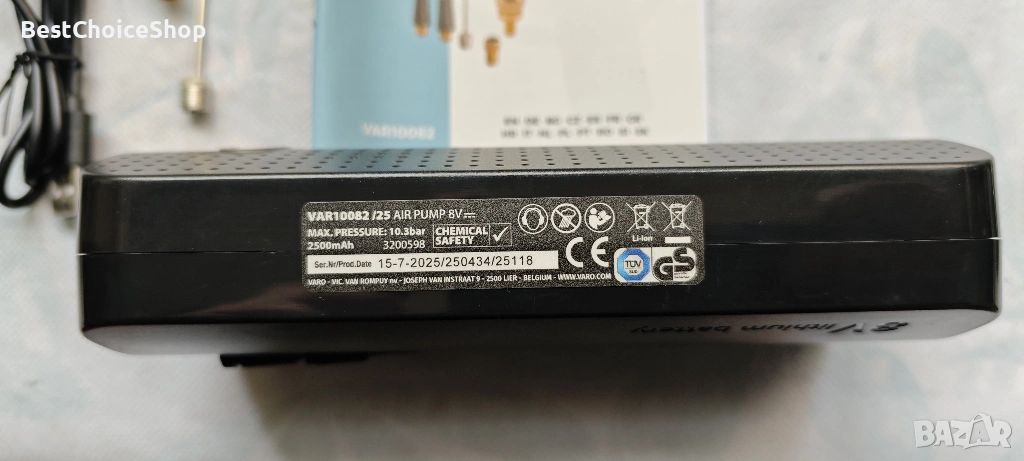 BestChoiceShop
VAR10082
VAR10082 /25 AIR PUMP 8V
MAX. PRESSURE: 10.3bar
2500mAh 3200598
CHEMICAL SAFETY
Li-ion
CE
TÜV
SUD
GS
Ser.Nr/Prod.Date 15-7-2025/250434/25118
VARO - VIC. VAN ROMPUY nv - JOSEPH VAN INSTRAAT 9 - 2500 LIER - BELGIUM - WWW.VARO.COM
8V lithium battery
BAZAR